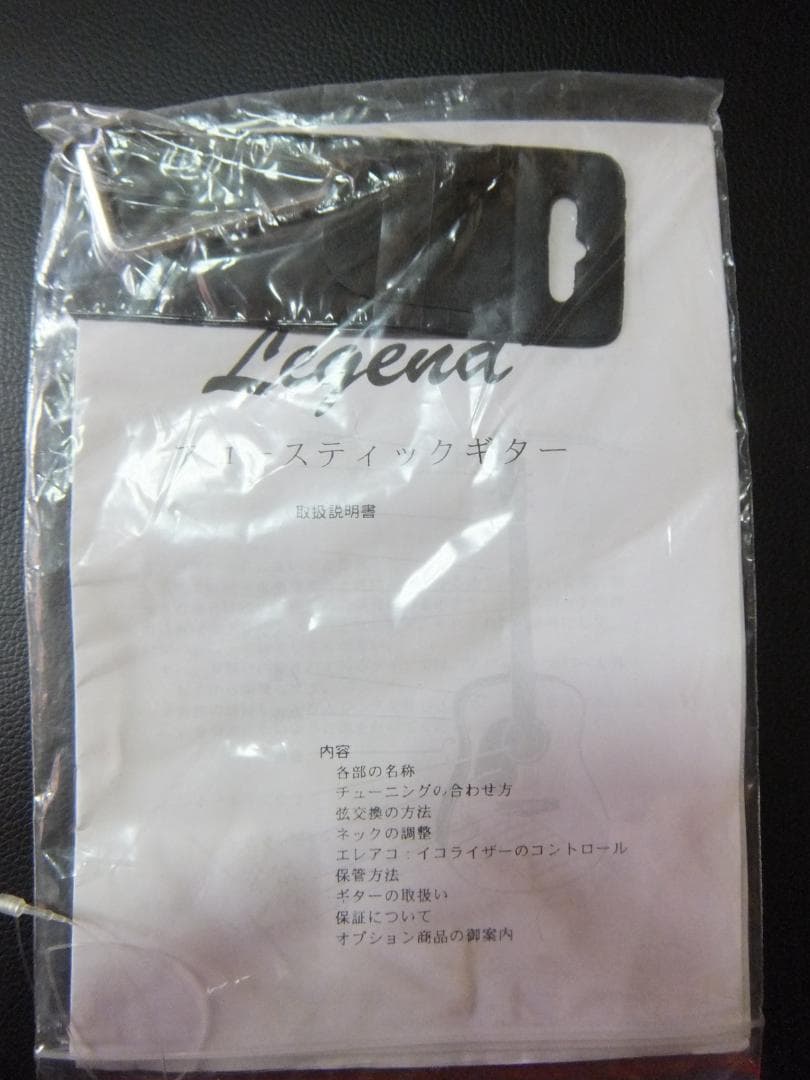 Legend
アコースティックギター
取扱説明書
内容
各部の名称
チューニングの合わせ方
弦交換の方法
ネックの調整
エレアコ:イコライザーのコントロール
保管方法
ギターの取扱い
保証について
オプション商品の御案内